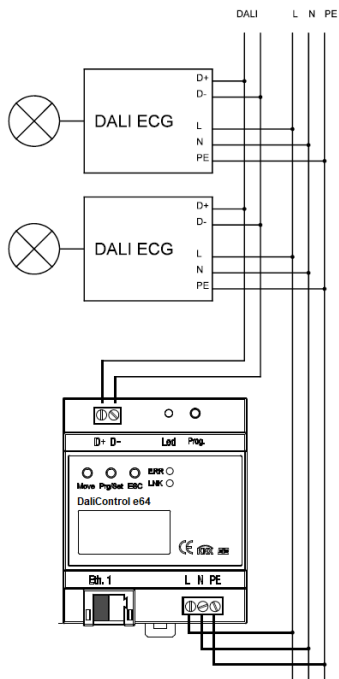 DALI L N PE
D+
D-
DALI ECG
L
N
PE
D+
D-
DALI ECG
L
N
PE
D+ D- Led Prog.
ERR
Move Prg/Set ESC LNK
DaliControl e64
CE
Eth. 1 L N PE